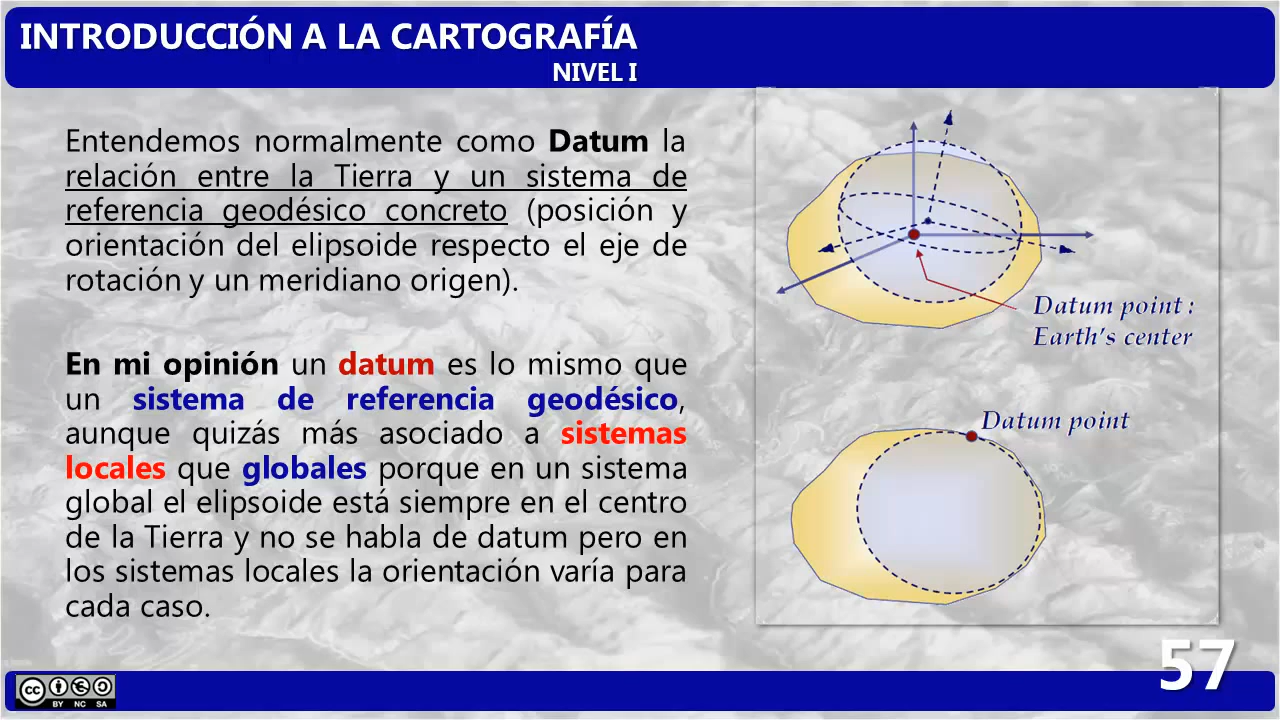 INTRODUCCIÓN A LA CARTOGRAFÍA
NIVEL I
Entendemos normalmente como Datum la
relación entre la Tierra y un sistema de
referencia geodésico concreto (posición y
orientación del elipsoide respecto el eje de
rotación y un meridiano origen).
En mi opinión un datum es lo mismo que
un sistema de referencia geodésico,
aunque quizás más asociado a sistemas
locales que globales porque en un sistema
global el elipsoide está siempre en el centro
de la Tierra y no se habla de datum pero en
los sistemas locales la orientación varía para
cada caso.
Datum point :
Earth's center
Datum point
57
cc
BY NC SA